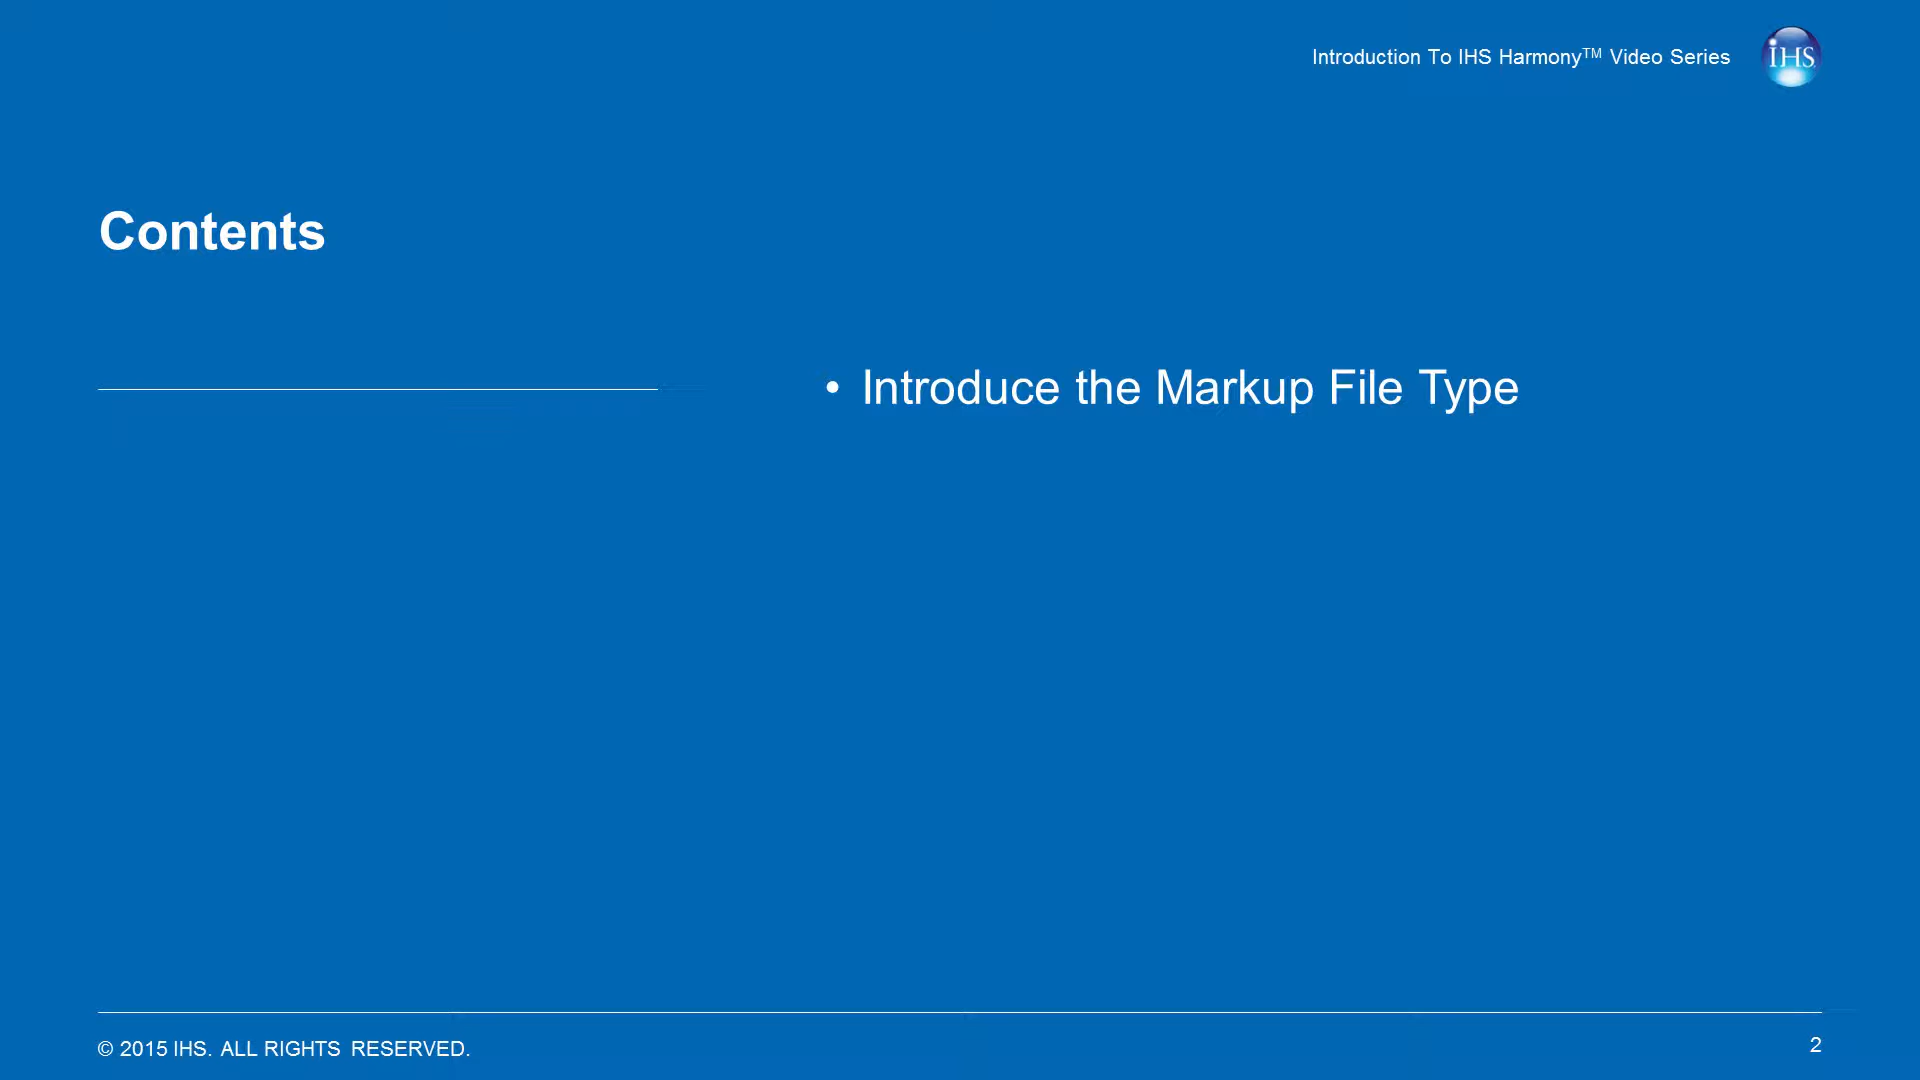 Introduction To IHS Harmony™ Video Series
IHS
Contents
• Introduce the Markup File Type
© 2015 IHS. ALL RIGHTS RESERVED.
2